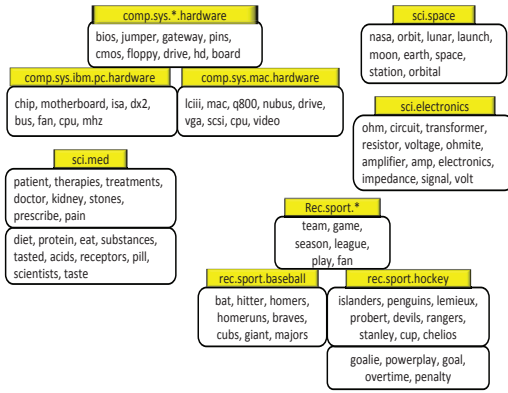 comp.sys.*.hardware
bios, jumper, gateway, pins,
cmos, floppy, drive, hd, board
comp.sys.ibm.pc.hardware
chip, motherboard, isa, dx2,
bus, fan, cpu, mhz
comp.sys.mac.hardware
lciii, mac, q800, nubus, drive,
vga, scsi, cpu, video
sci.space
nasa, orbit, lunar, launch,
moon, earth, space,
station, orbital
sci.electronics
ohm, circuit, transformer,
resistor, voltage, ohmite,
amplifier, amp, electronics,
impedance, signal, volt
sci.med
patient, therapies, treatments,
doctor, kidney, stones,
prescribe, pain
diet, protein, eat, substances,
tasted, acids, receptors, pill,
scientists, taste
Rec.sport.*
team, game,
season, league,
play, fan
rec.sport.baseball
bat, hitter, homers,
homeruns, braves,
cubs, giant, majors
rec.sport.hockey
islanders, penguins, lemieux,
probert, devils, rangers,
stanley, cup, chelios
goalie, powerplay, goal,
overtime, penalty